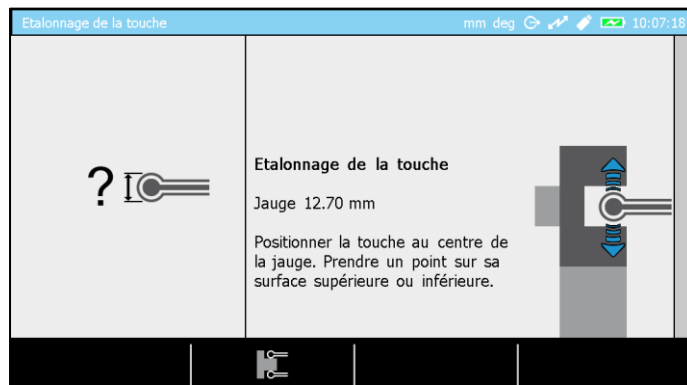 Etalonnage de la touche
mm deg 10:07:18
?
Etalonnage de la touche
Jauge 12.70 mm
Positionner la touche au centre de
la jauge. Prendre un point sur sa
surface supérieure ou inférieure.